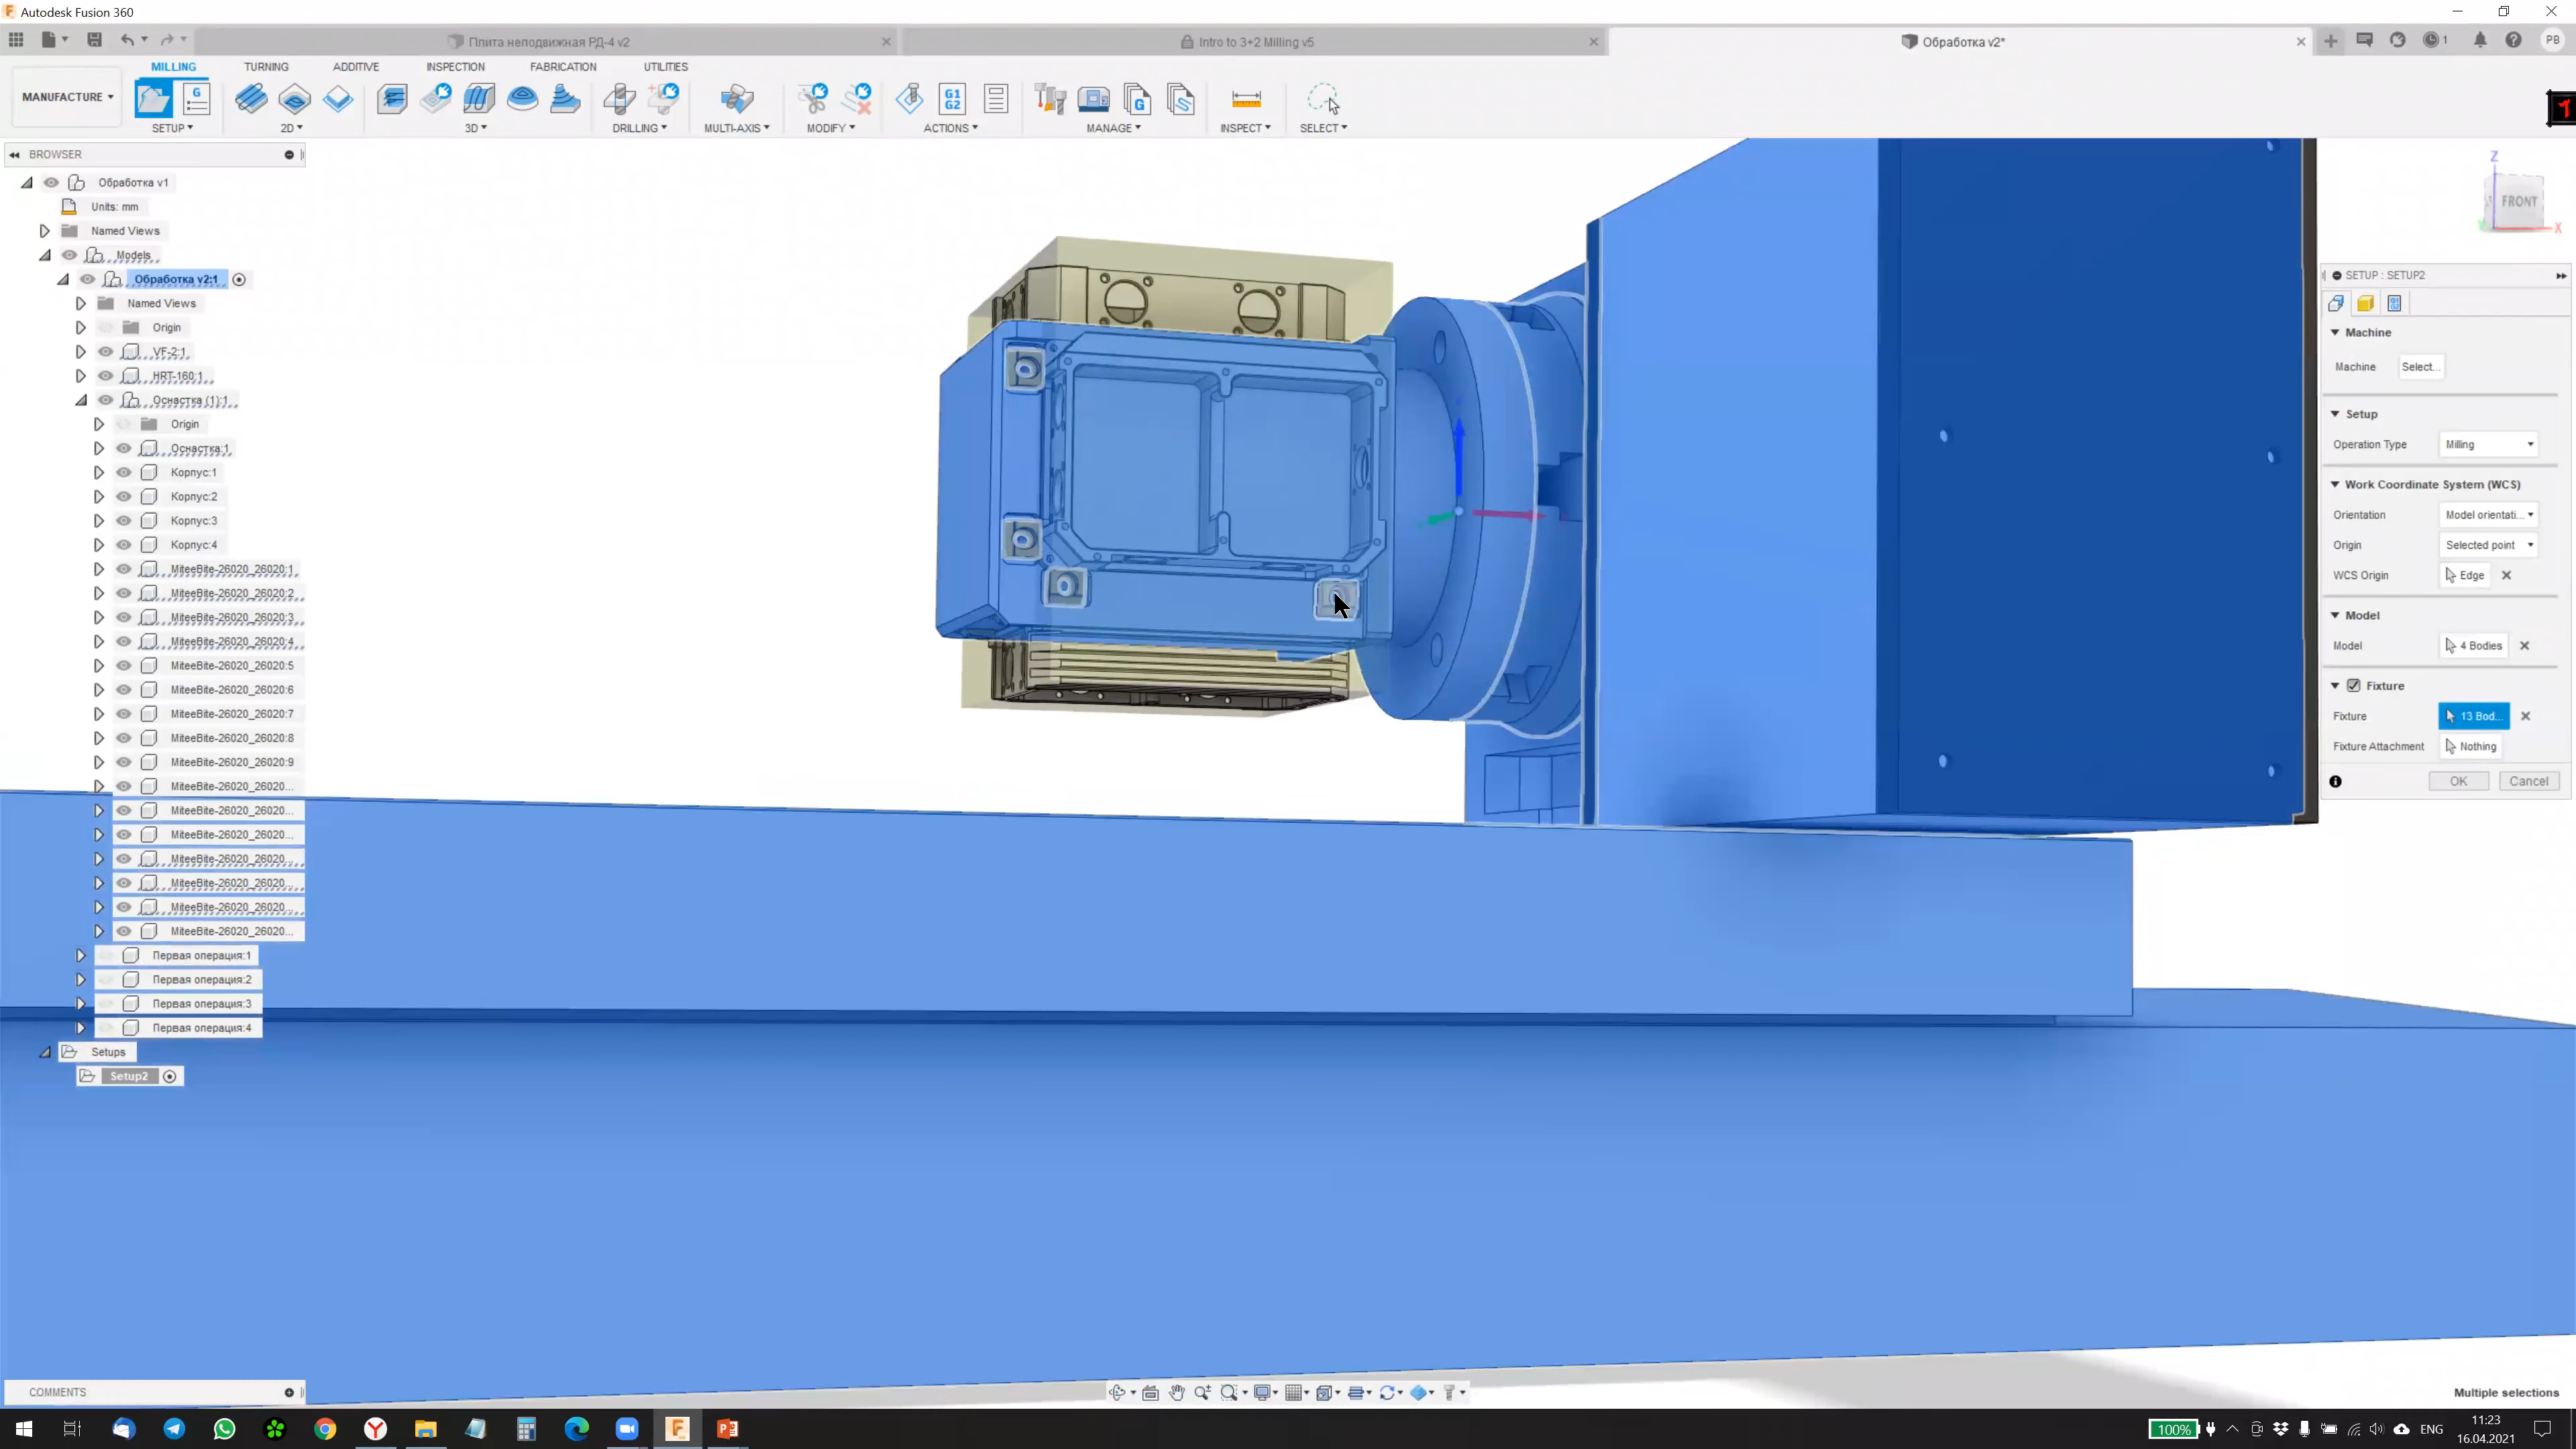 Autodesk Fusion 360
Плита неподвижная РД-4 v2
Intro to 3+2 Milling v5
Обработка v2*
1
PB
MILLING
TURNING
ADDITIVE
INSPECTION
FABRICATION
UTILITIES
MANUFACTURE
G
G1
G2
G
SETUP
2D
3D
DRILLING
MULTI-AXIS
MODIFY
ACTIONS
MANAGE
INSPECT
SELECT
BROWSER
Обработка v1
Units: mm
Named Views
Models
Обработка v2:1
Named Views
Origin
VF-2:1
HRT-160:1
Оснастка (1):1
Origin
Оснастка:1
Корпус:1
Корпус:2
Корпус:3
Корпус:4
MiteeBite-26020_26020:1
MiteeBite-26020_26020:2
MiteeBite-26020_26020:3
MiteeBite-26020_26020:4
MiteeBite-26020_26020:5
MiteeBite-26020_26020:6
MiteeBite-26020_26020:7
MiteeBite-26020_26020:8
MiteeBite-26020_26020:9
MiteeBite-26020_26020...
MiteeBite-26020_26020...
MiteeBite-26020_26020...
MiteeBite-26020_26020...
MiteeBite-26020_26020...
MiteeBite-26020_26020...
MiteeBite-26020_26020...
Первая операция:1
Первая операция:2
Первая операция:3
Первая операция:4
Setups
Setup2
Z
FRONT
X
SETUP : SETUP2
Machine
Machine Select...
Setup
Operation Type Milling
Work Coordinate System (WCS)
Orientation Model orientati...
Origin Selected point
WCS Origin Edge
Model
Model 4 Bodies
Fixture
Fixture 13 Bod...
Fixture Attachment Nothing
OK Cancel
COMMENTS
Multiple selections
100%
ENG
11:23
16.04.2021